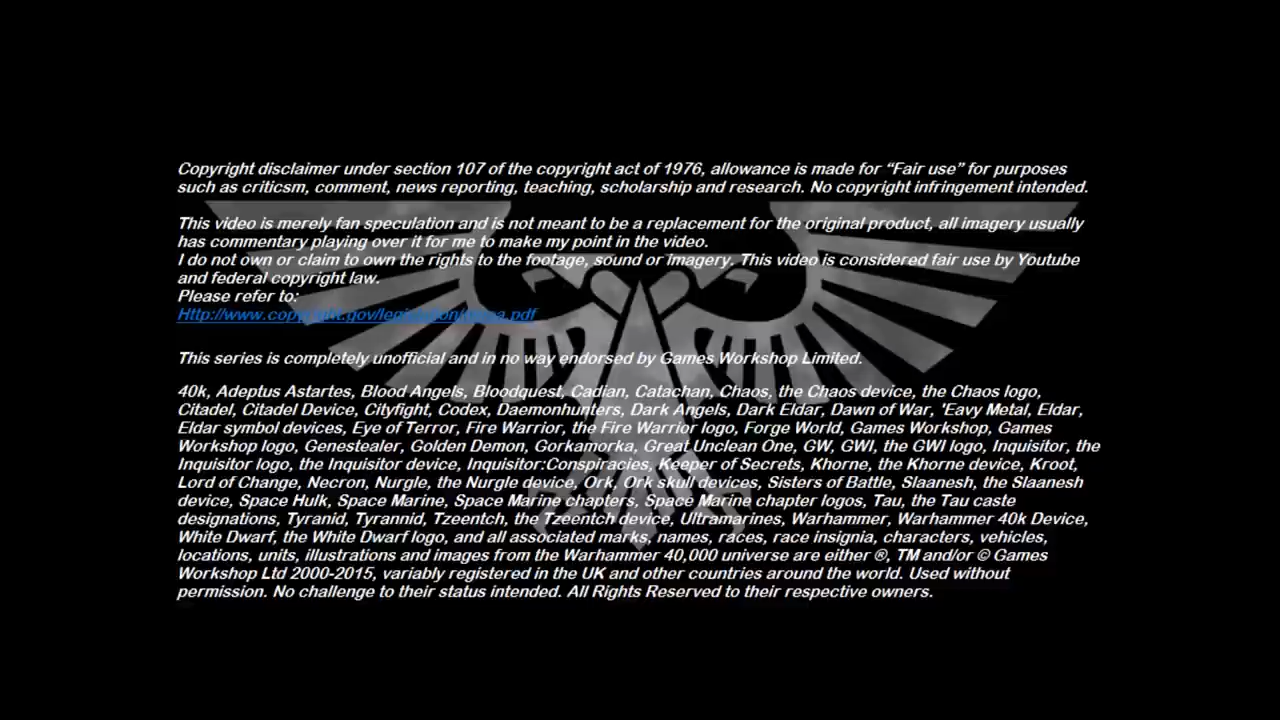 Copyright disclaimer under section 107 of the copyright act of 1976, allowance is made for “Fair use” for purposes
such as criticsm, comment, news reporting, teaching, scholarship and research. No copyright infringement intended.
This video is merely fan speculation and is not meant to be a replacement for the original product, all imagery usually
has commentary playing over it for me to make my point in the video.
I do not own or claim to own the rights to the footage, sound or imagery. This video is considered fair use by Youtube
and federal copyright law.
Please refer to:
Http://www.copyright.gov/legislation/dmca.pdf
This series is completely unofficial and in no way endorsed by Games Workshop Limited.
40k, Adeptus Astartes, Blood Angels, Bloodquest, Cadian, Catachan, Chaos, the Chaos device, the Chaos logo,
Citadel, Citadel Device, Cityfight, Codex, Daemonhunters, Dark Angels, Dark Eldar, Dawn of War, 'Eavy Metal, Eldar,
Eldar symbol devices, Eye of Terror, Fire Warrior, the Fire Warrior logo, Forge World, Games Workshop, Games
Workshop logo, Genestealer, Golden Demon, Gorkamorka, Great Unclean One, GW, GWI, the GWI logo, Inquisitor, the
Inquisitor logo, the Inquisitor device, Inquisitor:Conspiracies, Keeper of Secrets, Khorne, the Khorne device, Kroot,
Lord of Change, Necron, Nurgle, the Nurgle device, Ork, Ork skull devices, Sisters of Battle, Slaanesh, the Slaanesh
device, Space Hulk, Space Marine, Space Marine chapters, Space Marine chapter logos, Tau, the Tau caste
designations, Tyranid, Tyrannid, Tzeentch, the Tzeentch device, Ultramarines, Warhammer, Warhammer 40k Device,
White Dwarf, the White Dwarf logo, and all associated marks, names, races, race insignia, characters, vehicles,
locations, units, illustrations and images from the Warhammer 40,000 universe are either ®, TM and/or © Games
Workshop Ltd 2000-2015, variably registered in the UK and other countries around the world. Used without
permission. No challenge to their status intended. All Rights Reserved to their respective owners.